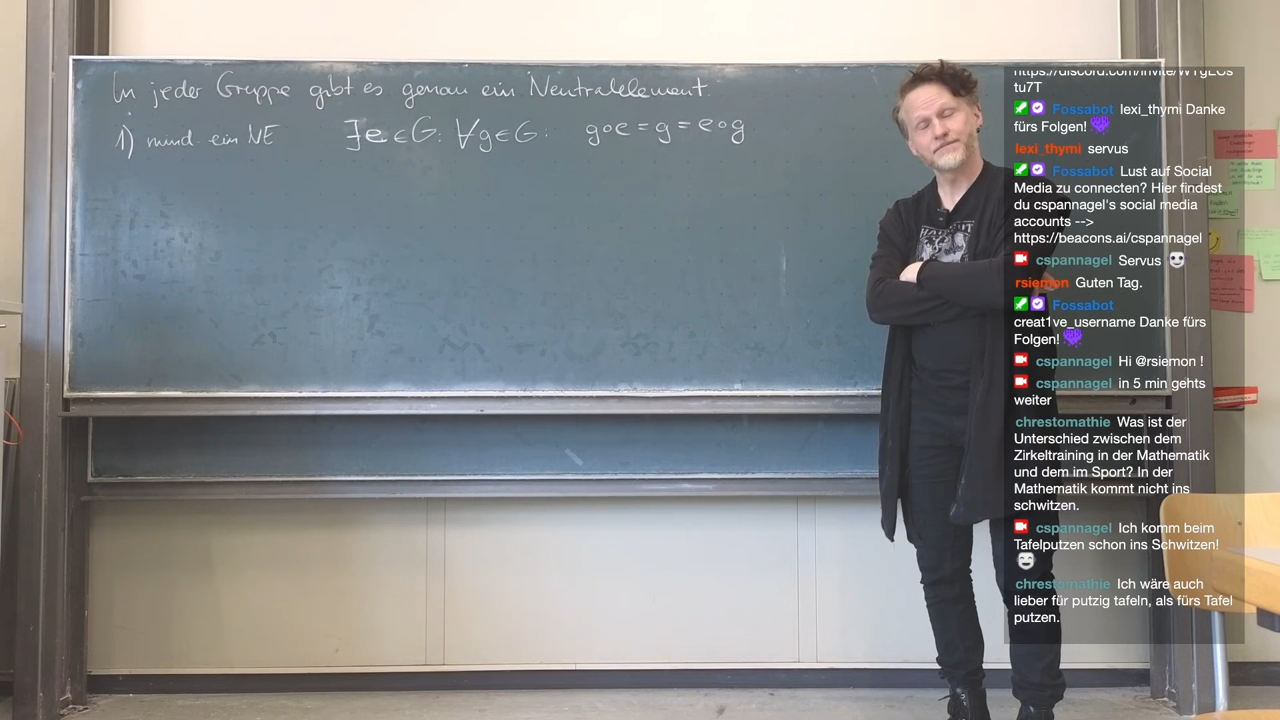 In jeder Gruppe gibt es genau ein Neutralelement.
1) mind. ein NE ∃e∈G: ∀g∈G: g∘e = g = e∘g
tu7T
Fossabot lexi_thymi Danke
fürs Folgen! 💜
lexi_thymi servus
Fossabot Lust auf Social
Media zu connecten? Hier findest
du cspannagel's social media
accounts -->
https://beacons.ai/cspannagel
cspannagel Servus
rsiemon Guten Tag.
Fossabot
creat1ve_username Danke fürs
Folgen! 💜
cspannagel Hi @rsiemon !
cspannagel in 5 min gehts
weiter
chrestomathie Was ist der
Unterschied zwischen dem
Zirkeltraining in der Mathematik
und dem im Sport? In der
Mathematik kommt nicht ins
schwitzen.
cspannagel Ich komm beim
Tafelputzen schon ins Schwitzen!
chrestomathie Ich wäre auch
lieber für putzig tafeln, als fürs Tafel
putzen.